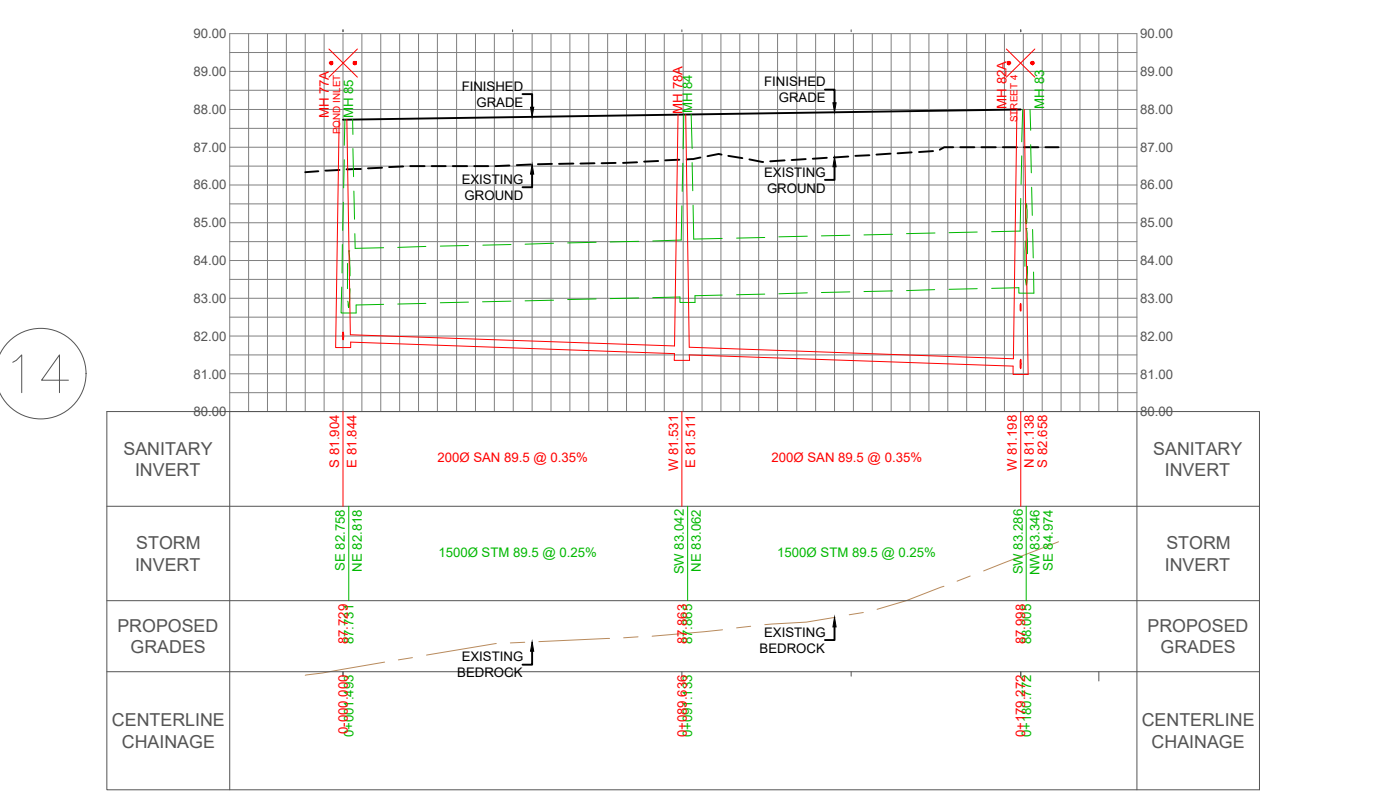 90.00
90.00
89.00
89.00
88.00
88.00
87.00
87.00
86.00
86.00
85.00
85.00
84.00
84.00
83.00
83.00
82.00
82.00
81.00
81.00
80.00
80.00
MH 77A
POND INLET
MH 85
MH 78A
MH 84
MH 82A
STREET 4
MH 83
FINISHED
GRADE
FINISHED
GRADE
EXISTING
GROUND
EXISTING
GROUND
14
SANITARY
INVERT
S 81.904
E 81.844
200Ø SAN 89.5 @ 0.35%
W 81.531
E 81.511
200Ø SAN 89.5 @ 0.35%
W 81.198
N 81.138
S 82.658
SANITARY
INVERT
STORM
INVERT
SE 82.758
NE 82.818
1500Ø STM 89.5 @ 0.25%
SW 83.042
NE 83.062
1500Ø STM 89.5 @ 0.25%
SW 83.286
NW 83.346
SE 84.974
STORM
INVERT
PROPOSED
GRADES
87.729
87.731
87.863
87.865
87.998
EXISTING
BEDROCK
EXISTING
BEDROCK
PROPOSED
GRADES
CENTERLINE
CHAINAGE
0+089.636
0+179.272
0+180.772
CENTERLINE
CHAINAGE